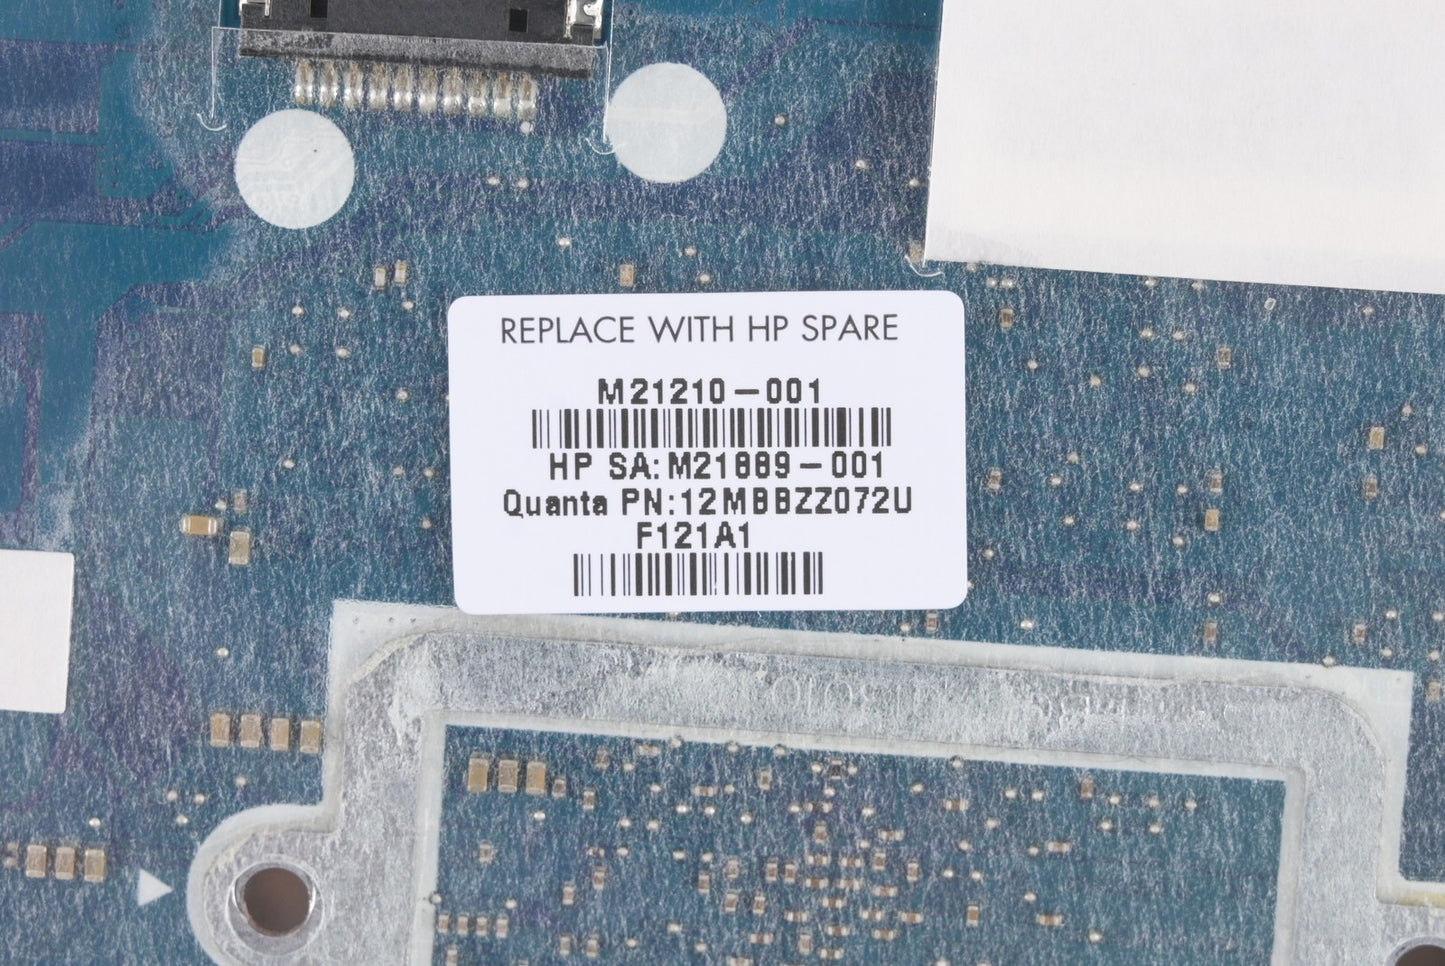 REPLACE WITH HP SPARE
M21210-001
HP SA:M21889-001
Quanta PN:12MBBZZ072U
F121A1